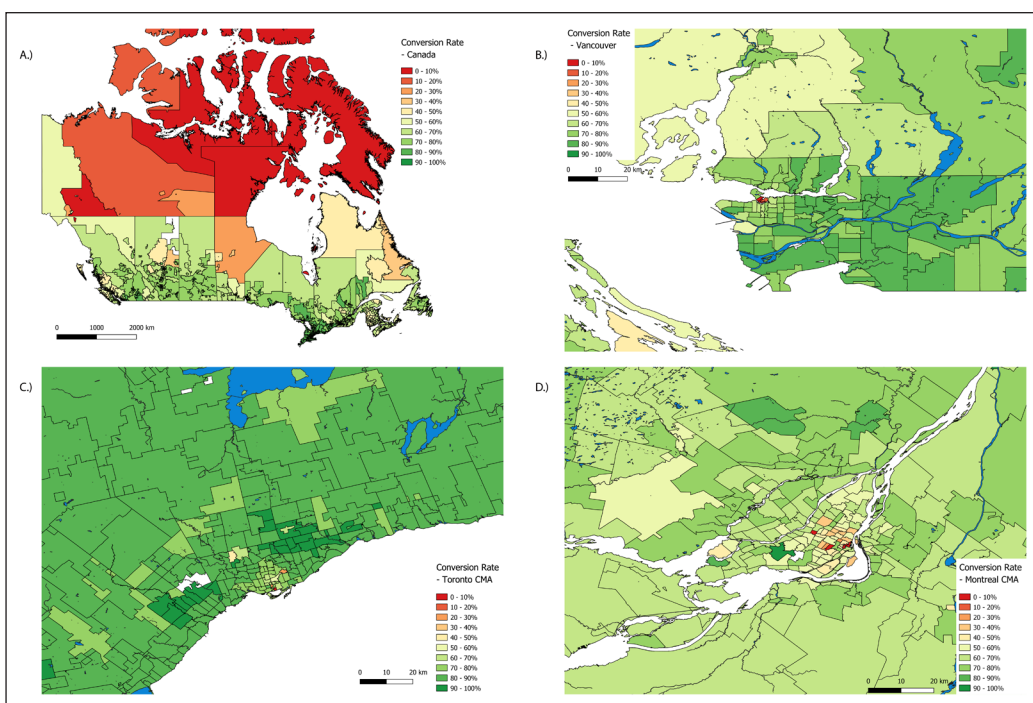 A.)
Conversion Rate
- Canada
0 - 10%
10 - 20%
20 - 30%
30 - 40%
40 - 50%
50 - 60%
60 - 70%
70 - 80%
80 - 90%
90 - 100%
0 1000 2000 km
B.)
Conversion Rate
- Vancouver
0 - 10%
10 - 20%
20 - 30%
30 - 40%
40 - 50%
50 - 60%
60 - 70%
70 - 80%
80 - 90%
90 - 100%
0 10 20 km
C.)
Conversion Rate
- Toronto CMA
0 - 10%
10 - 20%
20 - 30%
30 - 40%
40 - 50%
50 - 60%
60 - 70%
70 - 80%
80 - 90%
90 - 100%
0 10 20 km
D.)
Conversion Rate
- Montreal CMA
0 - 10%
10 - 20%
20 - 30%
30 - 40%
40 - 50%
50 - 60%
60 - 70%
70 - 80%
80 - 90%
90 - 100%
0 10 20 km